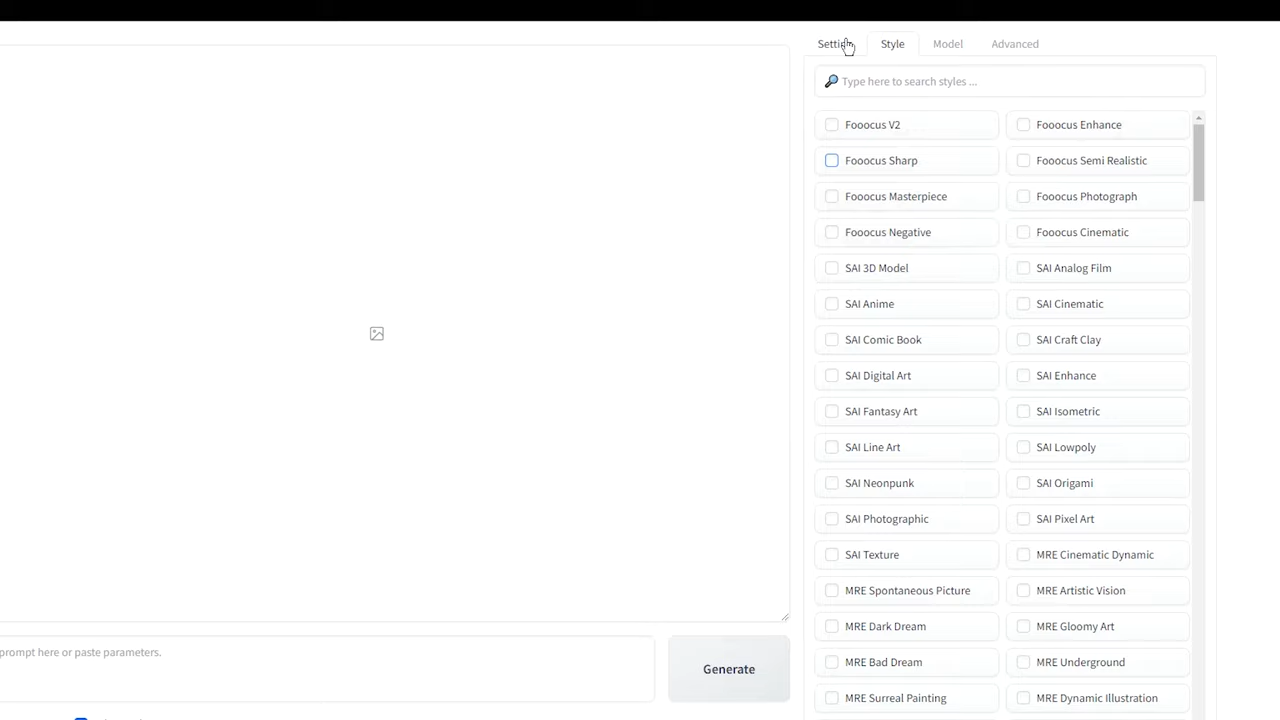 Style
Model
Advanced
Type here to search styles ...
Fooocus V2
Fooocus Enhance
Fooocus Sharp
Fooocus Semi Realistic
Fooocus Masterpiece
Fooocus Photograph
Fooocus Negative
Fooocus Cinematic
SAI 3D Model
SAI Analog Film
SAI Anime
SAI Cinematic
SAI Comic Book
SAI Craft Clay
SAI Digital Art
SAI Enhance
SAI Fantasy Art
SAI Isometric
SAI Line Art
SAI Lowpoly
SAI Neonpunk
SAI Origami
SAI Photographic
SAI Pixel Art
SAI Texture
MRE Cinematic Dynamic
MRE Spontaneous Picture
MRE Artistic Vision
MRE Dark Dream
MRE Gloomy Art
MRE Bad Dream
MRE Underground
MRE Surreal Painting
MRE Dynamic Illustration
prompt here or paste parameters.
Generate